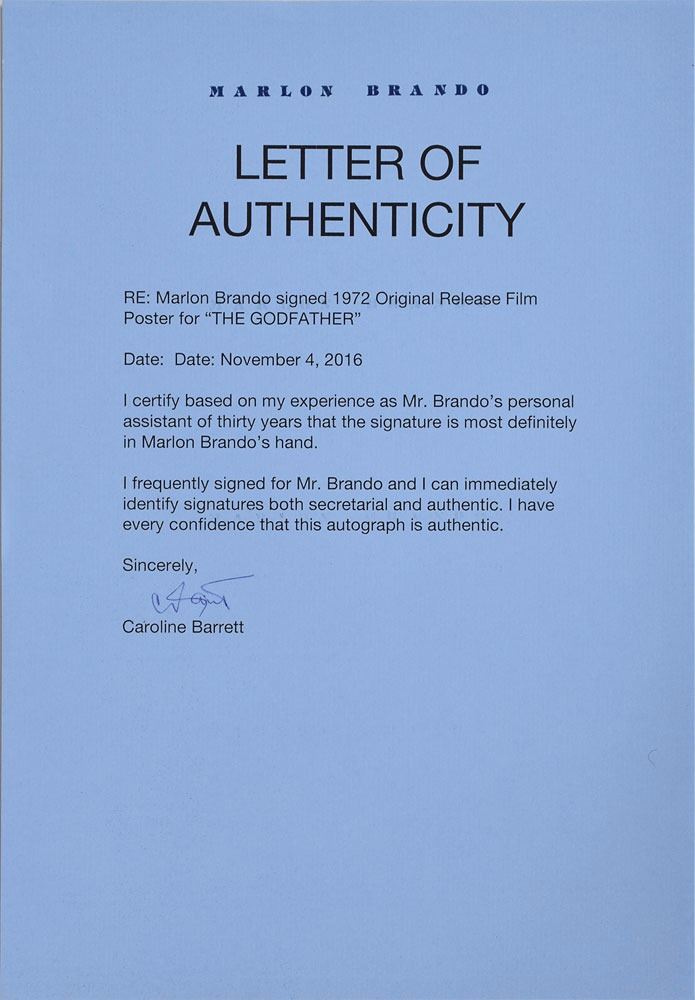 MARLON BRANDO
LETTER OF
AUTHENTICITY
RE: Marlon Brando signed 1972 Original Release Film
Poster for “THE GODFATHER”
Date:  Date: November 4, 2016
I certify based on my experience as Mr. Brando’s personal
assistant of thirty years that the signature is most definitely
in Marlon Brando’s hand.
I frequently signed for Mr. Brando and I can immediately
identify signatures both secretarial and authentic. I have
every confidence that this autograph is authentic.
Sincerely,
Caroline Barrett